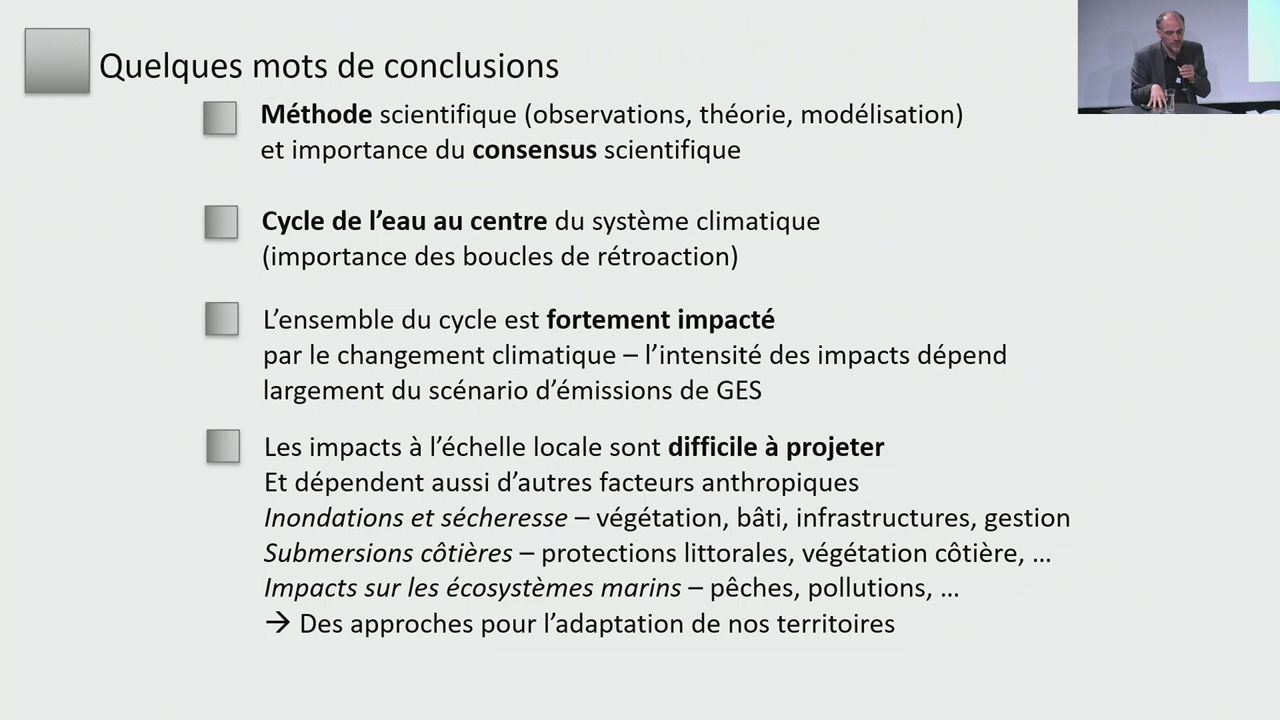 Quelques mots de conclusions
Méthode scientifique (observations, théorie, modélisation)
et importance du consensus scientifique
Cycle de l’eau au centre du système climatique
(importance des boucles de rétroaction)
L’ensemble du cycle est fortement impacté
par le changement climatique – l’intensité des impacts dépend
largement du scénario d’émissions de GES
Les impacts à l’échelle locale sont difficile à projeter
Et dépendent aussi d’autres facteurs anthropiques
Inondations et sécheresse – végétation, bâti, infrastructures, gestion
Submersions côtières – protections littorales, végétation côtière, ...
Impacts sur les écosystèmes marins – pêches, pollutions, ...
→ Des approches pour l’adaptation de nos territoires